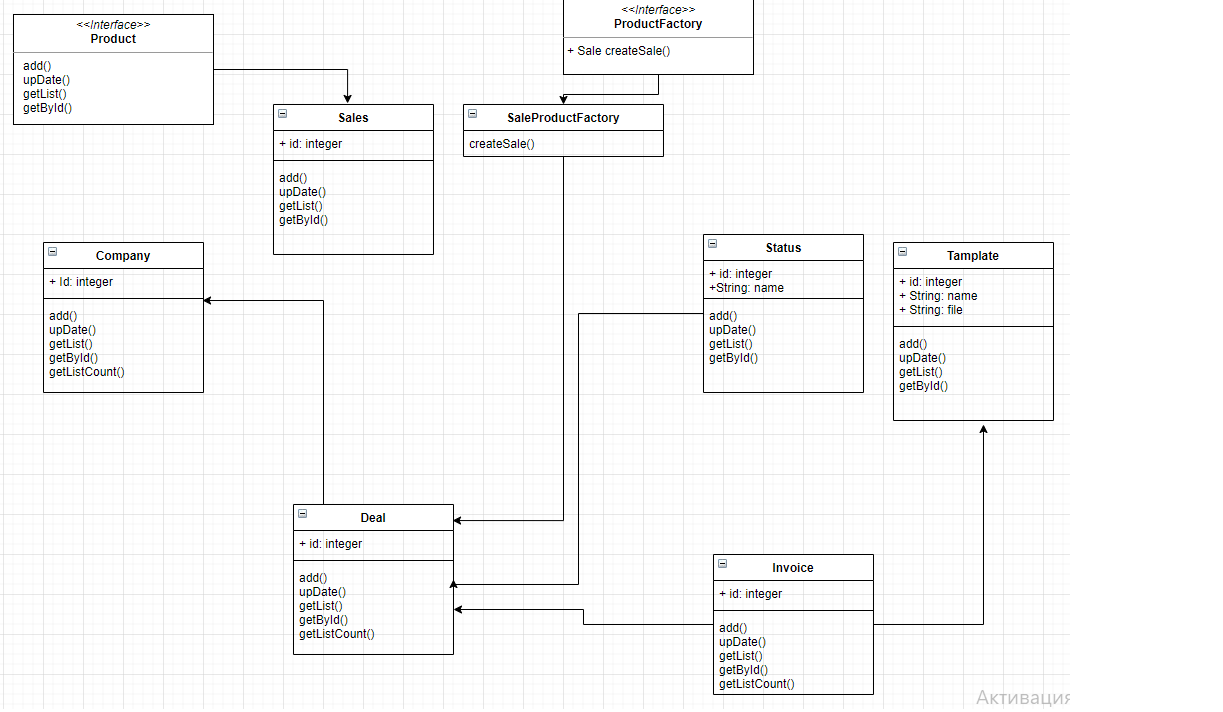 <<Interface>>
Product
add()
upDate()
getList()
getById()
<<Interface>>
ProductFactory
+ Sale createSale()
Sales
+ id: integer
add()
upDate()
getList()
getById()
SaleProductFactory
createSale()
Company
+ Id: integer
add()
upDate()
getList()
getById()
getListCount()
Status
+ id: integer
+String: name
add()
upDate()
getList()
getById()
Tamplate
+ id: integer
+ String: name
+ String: file
add()
upDate()
getList()
getById()
Deal
+ id: integer
add()
upDate()
getList()
getById()
getListCount()
Invoice
+ id: integer
add()
upDate()
getList()
getById()
getListCount()
Активация